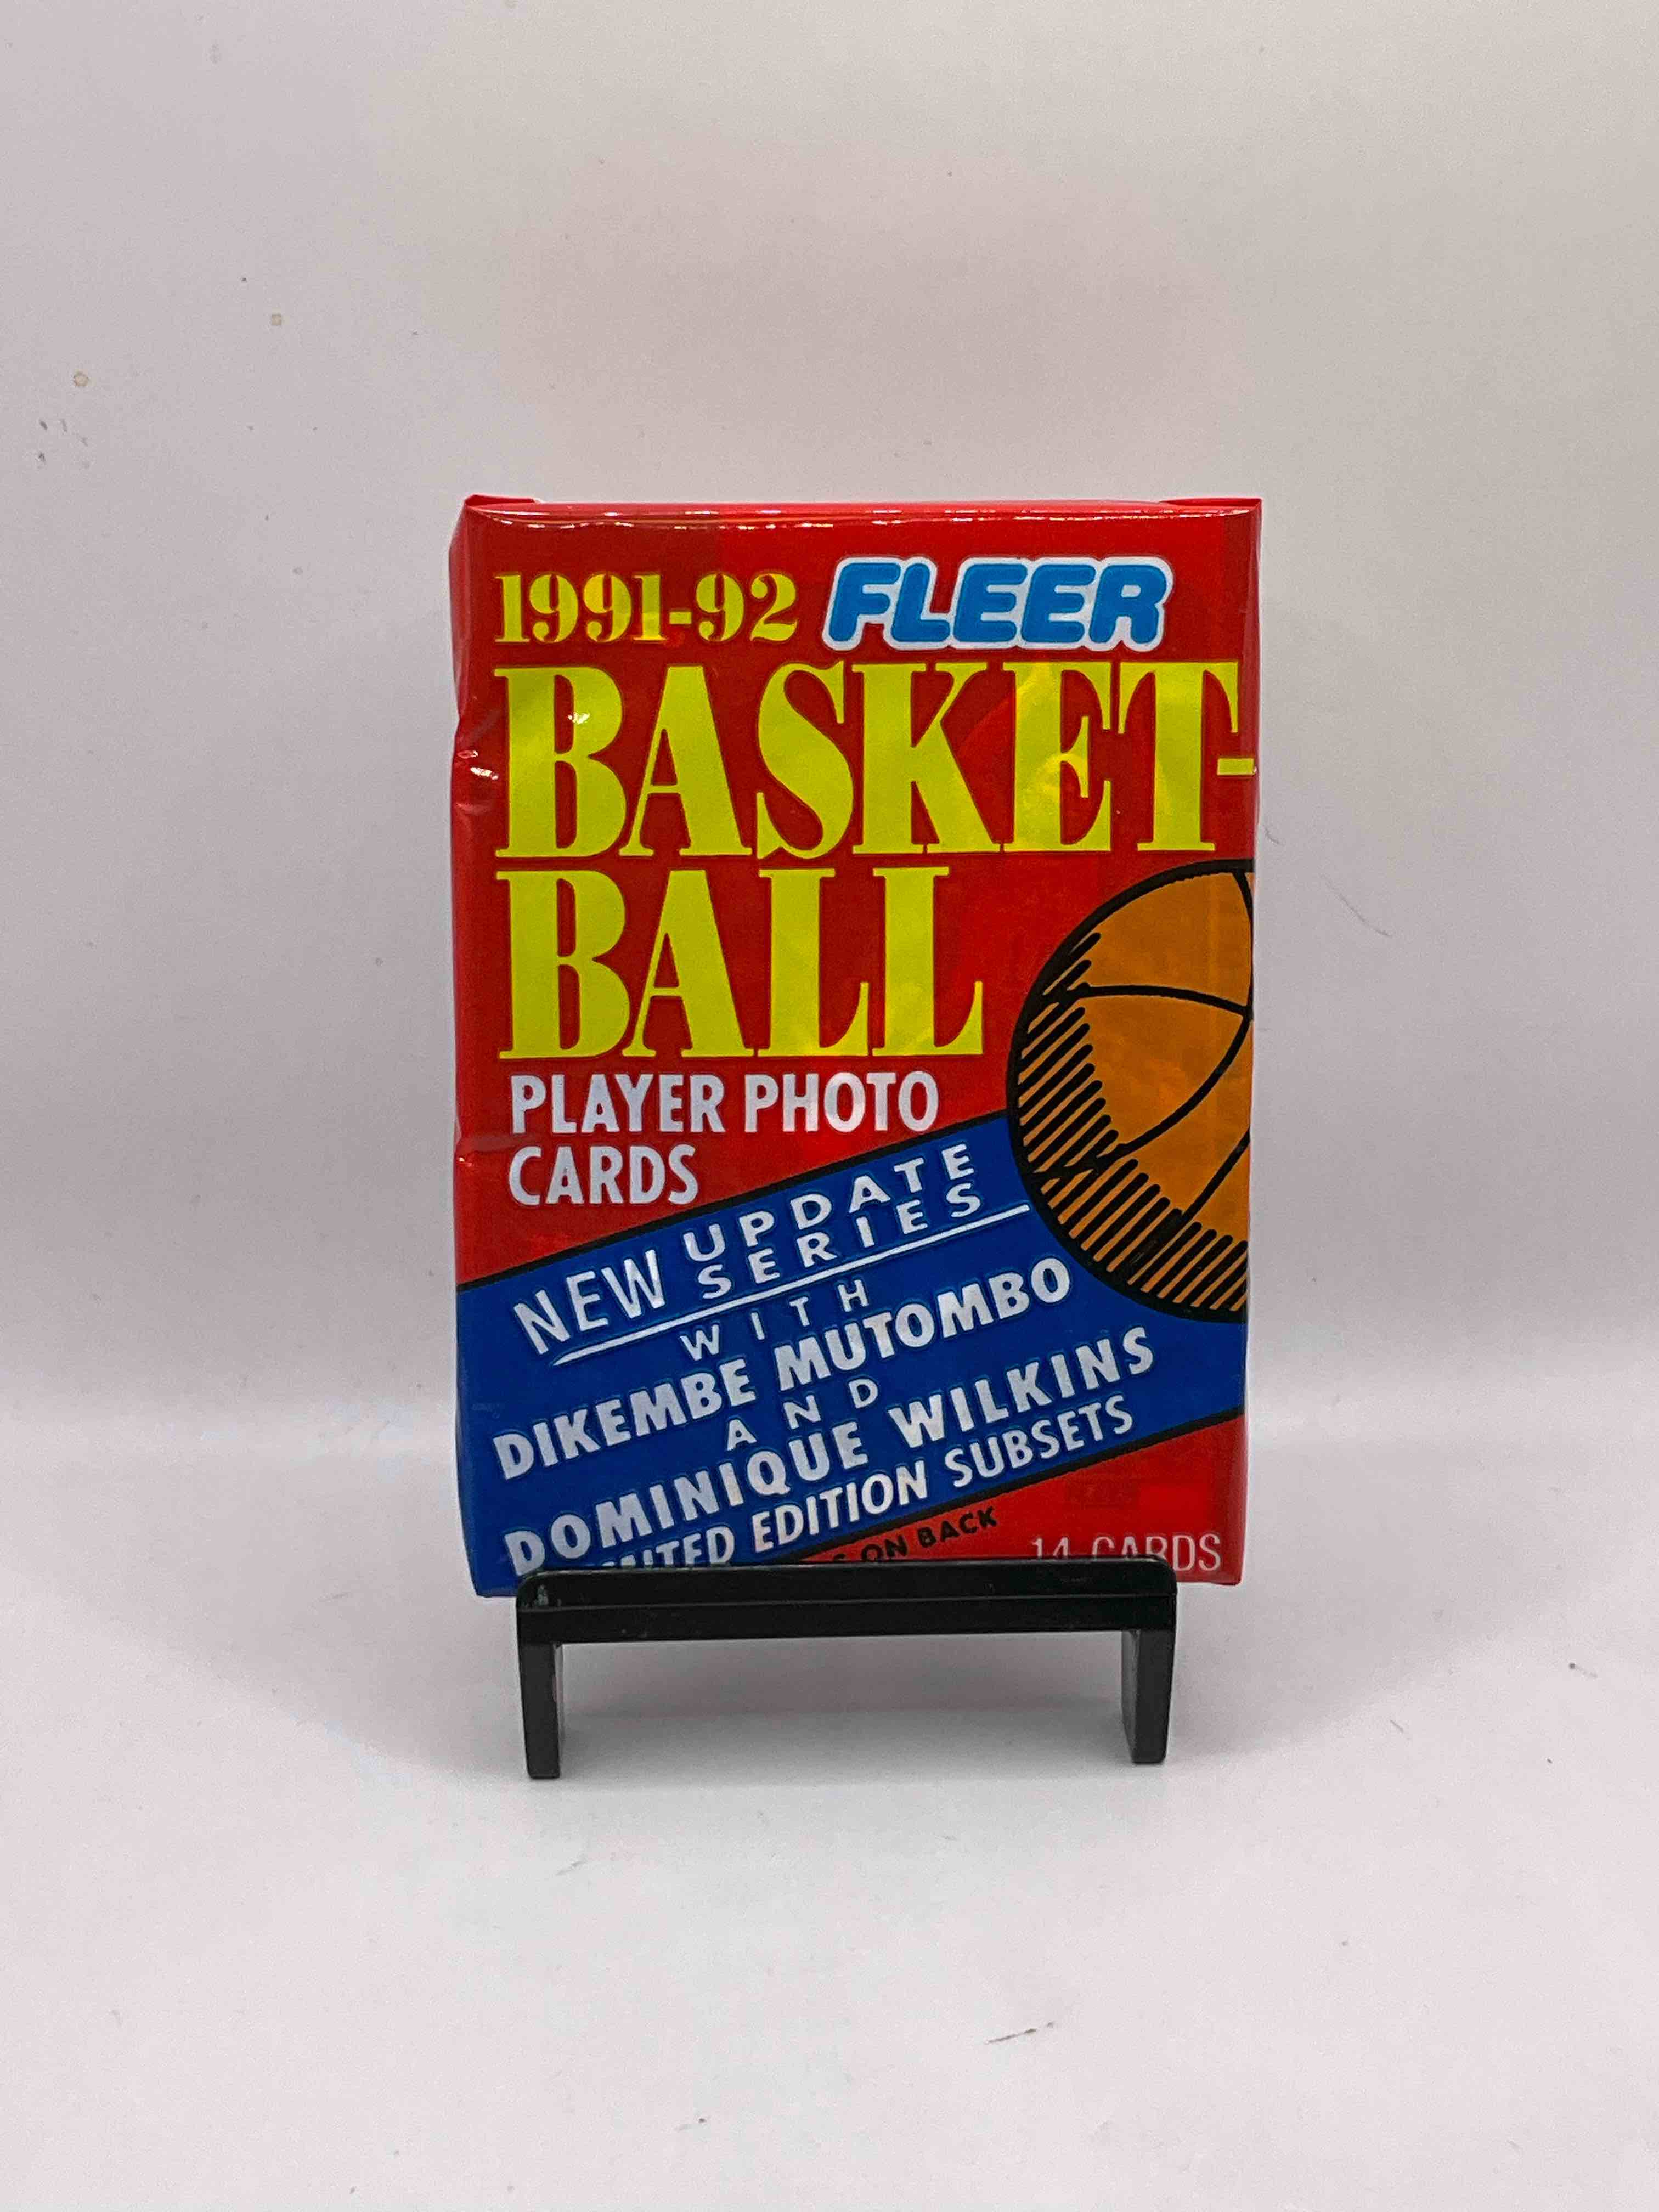 1991-92 FLEER
BASKET-
BALL
PLAYER PHOTO
CARDS
NEW UPDATE
SERIES
WITH
DIKEMBE MUTOMBO
AND
DOMINIQUE WILKINS
EDITION SUBSETS
ON BACK
14 CARDS